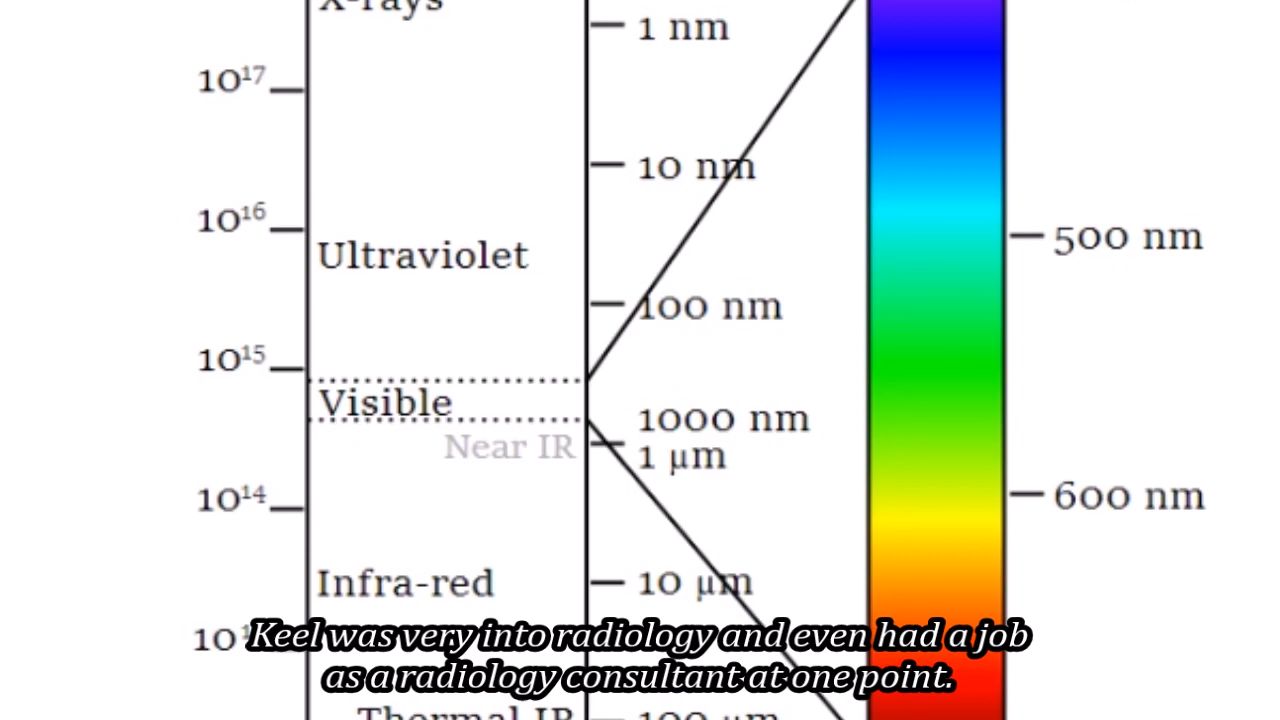 X-rays
1 nm
10¹⁷
10 nm
10¹⁶
500 nm
Ultraviolet
100 nm
10¹⁵
Visible
1000 nm
Near IR
1 μm
10¹⁴
600 nm
Infra-red
10 μm
Keel was very into radiology and even had a job
as a radiology consultant at one point.
Thermal IR
100 μm